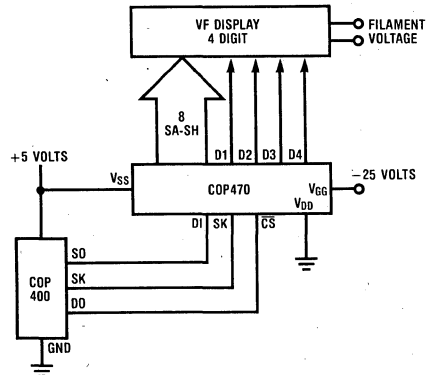 VF DISPLAY
4 DIGIT
FILAMENT
VOLTAGE
8
SA-SH
D1 D2 D3 D4
+5 VOLTS
VSS
COP470
VGG
−25 VOLTS
VDD
DI SK CS
SO
COP
400
SK
DO
GND